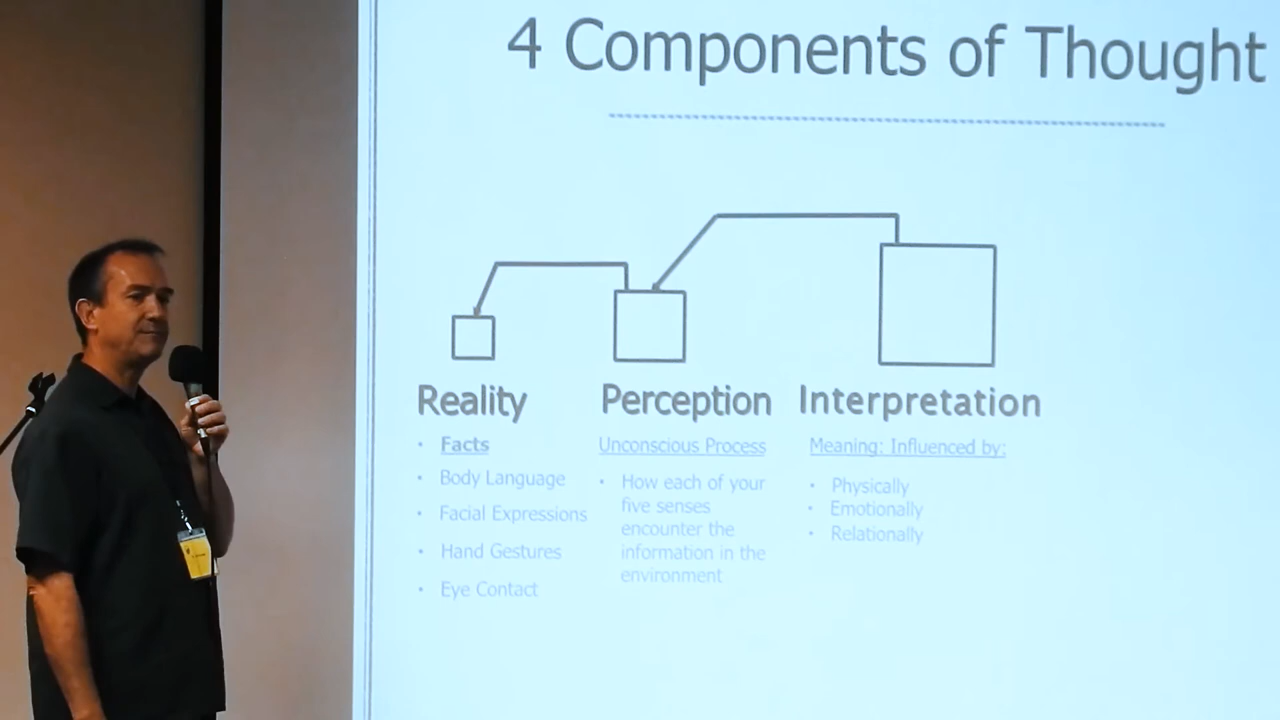 4 Components of Thought
Reality
• Facts
• Body Language
• Facial Expressions
• Hand Gestures
• Eye Contact
Perception
Unconscious Process
• How each of your
five senses
encounter the
information in the
environment
Interpretation
Meaning: Influenced by:
• Physically
• Emotionally
• Relationally